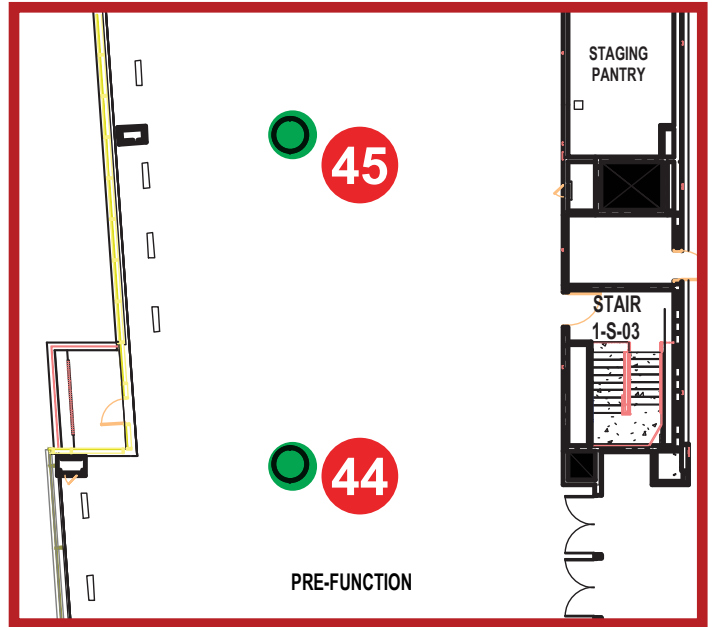 STAGING
PANTRY
45
STAIR
1-S-03
44
PRE-FUNCTION